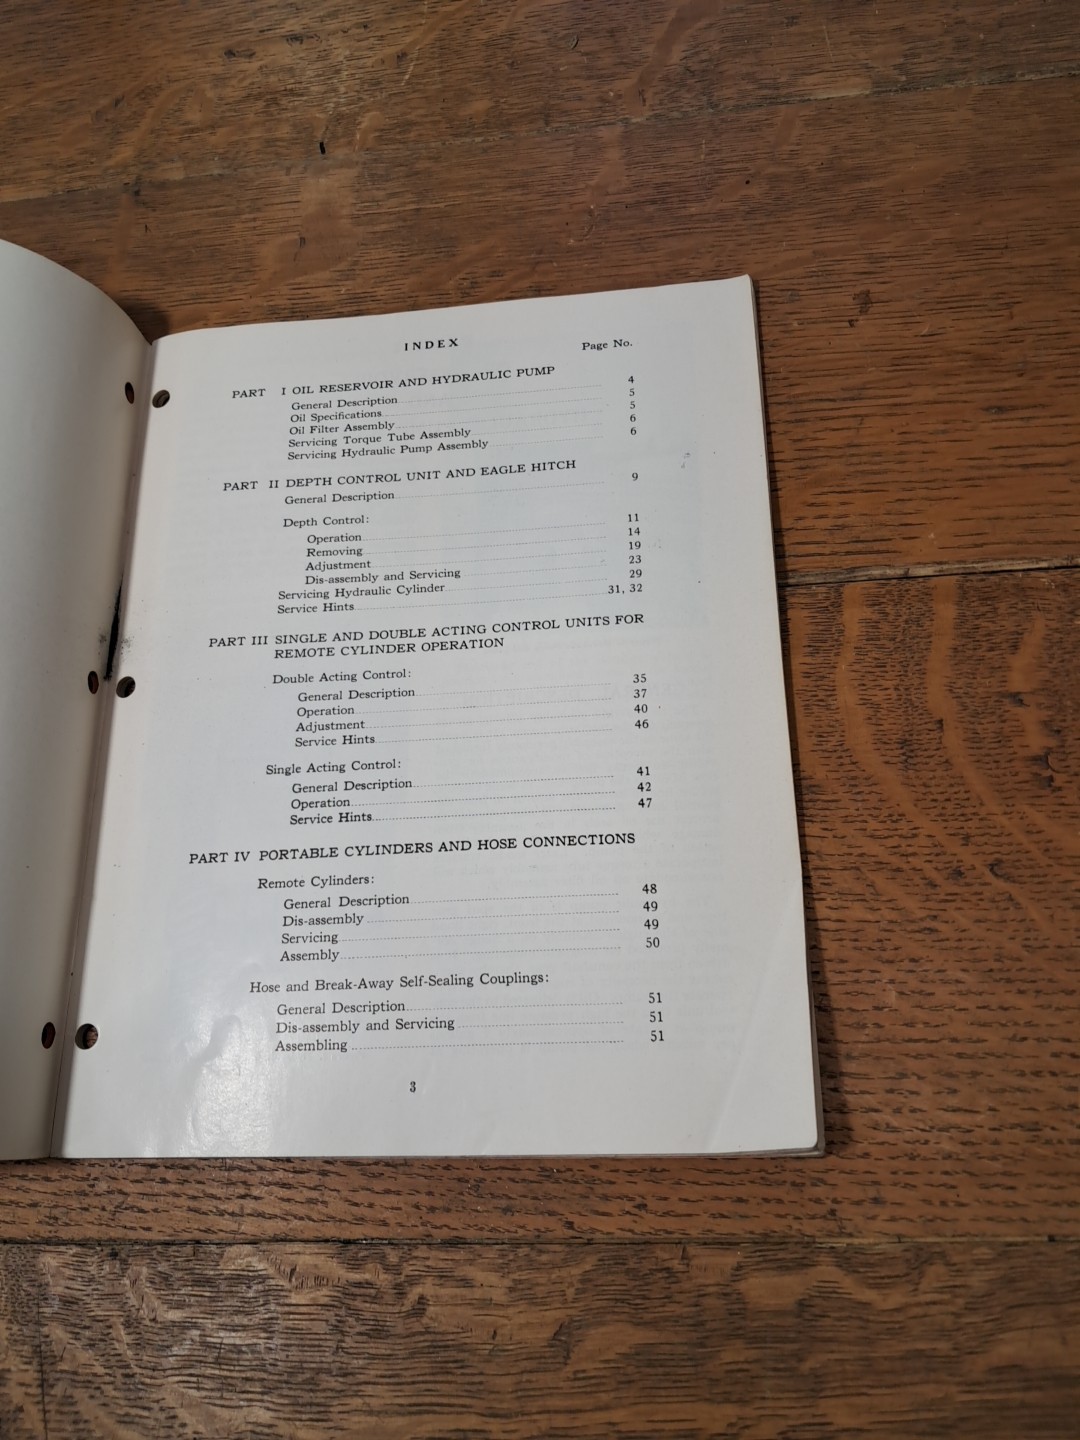 INDEX
Page No.
PART I OIL RESERVOIR AND HYDRAULIC PUMP
General Description 4
Oil Specifications 5
Oil Filter Assembly 5
Servicing Torque Tube Assembly 6
Servicing Hydraulic Pump Assembly 6
PART II DEPTH CONTROL UNIT AND EAGLE HITCH
General Description 9
Depth Control:
Operation 11
Removing 14
Adjustment 19
Dis-assembly and Servicing 23
Servicing Hydraulic Cylinder 29
Service Hints 31, 32
PART III SINGLE AND DOUBLE ACTING CONTROL UNITS FOR
REMOTE CYLINDER OPERATION
Double Acting Control:
General Description 35
Operation 37
Adjustment 40
Service Hints 46
Single Acting Control:
General Description 41
Operation 42
Service Hints 47
PART IV PORTABLE CYLINDERS AND HOSE CONNECTIONS
Remote Cylinders:
General Description 48
Dis-assembly 49
Servicing 49
Assembly 50
Hose and Break-Away Self-Sealing Couplings:
General Description 51
Dis-assembly and Servicing 51
Assembling 51
3